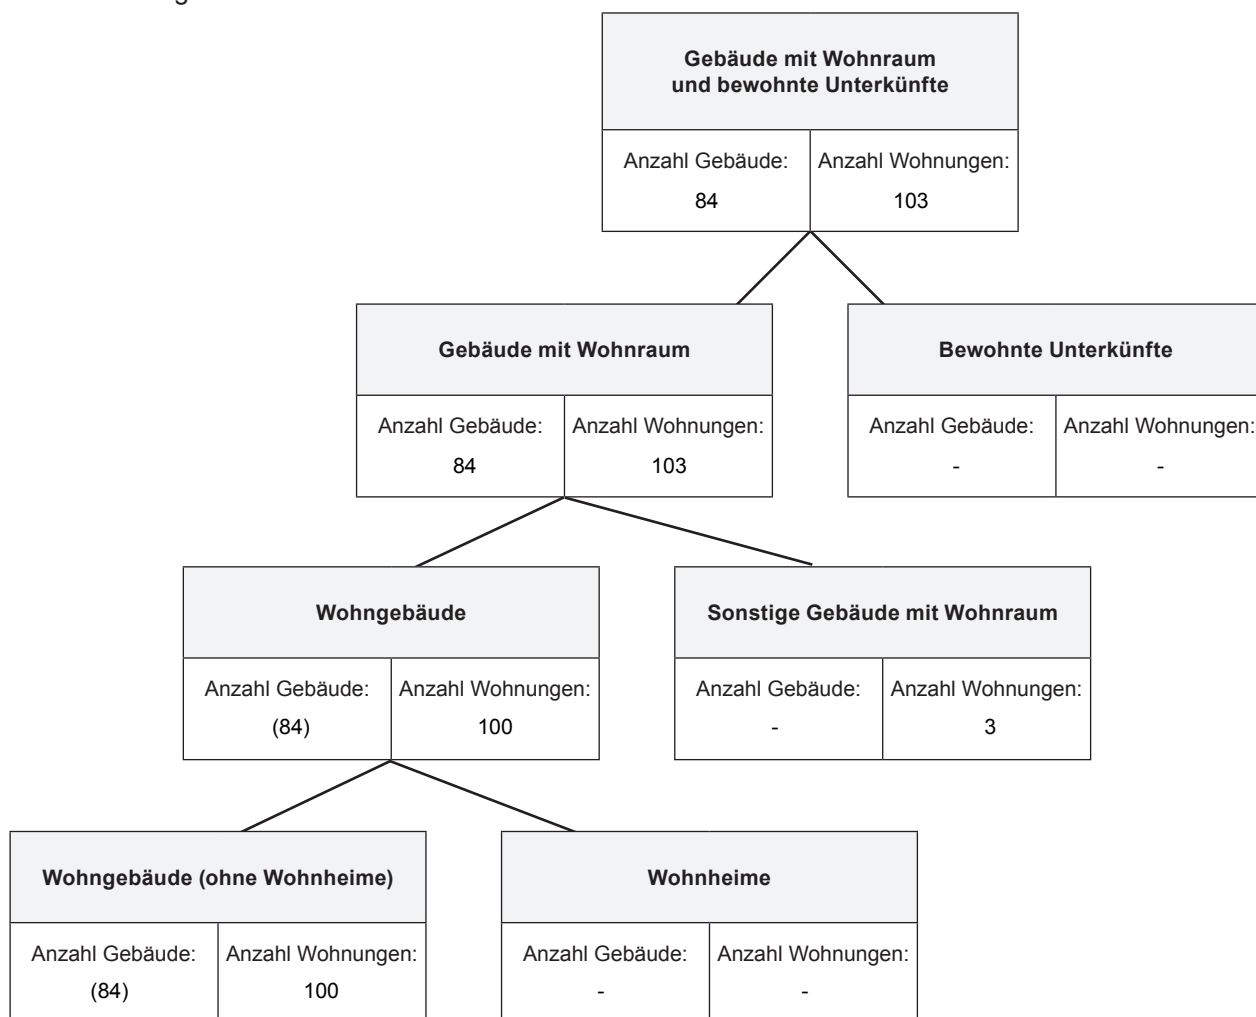 Gebäude mit Wohnraum
und bewohnte Unterkünfte
Anzahl Gebäude: Anzahl Wohnungen:
84 103
Gebäude mit Wohnraum
Bewohnte Unterkünfte
Anzahl Gebäude: Anzahl Wohnungen:
84 103
Anzahl Gebäude: Anzahl Wohnungen:
- -
Wohngebäude
Sonstige Gebäude mit Wohnraum
Anzahl Gebäude: Anzahl Wohnungen:
(84) 100
Anzahl Gebäude: Anzahl Wohnungen:
- 3
Wohngebäude (ohne Wohnheime)
Wohnheime
Anzahl Gebäude: Anzahl Wohnungen:
(84) 100
Anzahl Gebäude: Anzahl Wohnungen:
- -